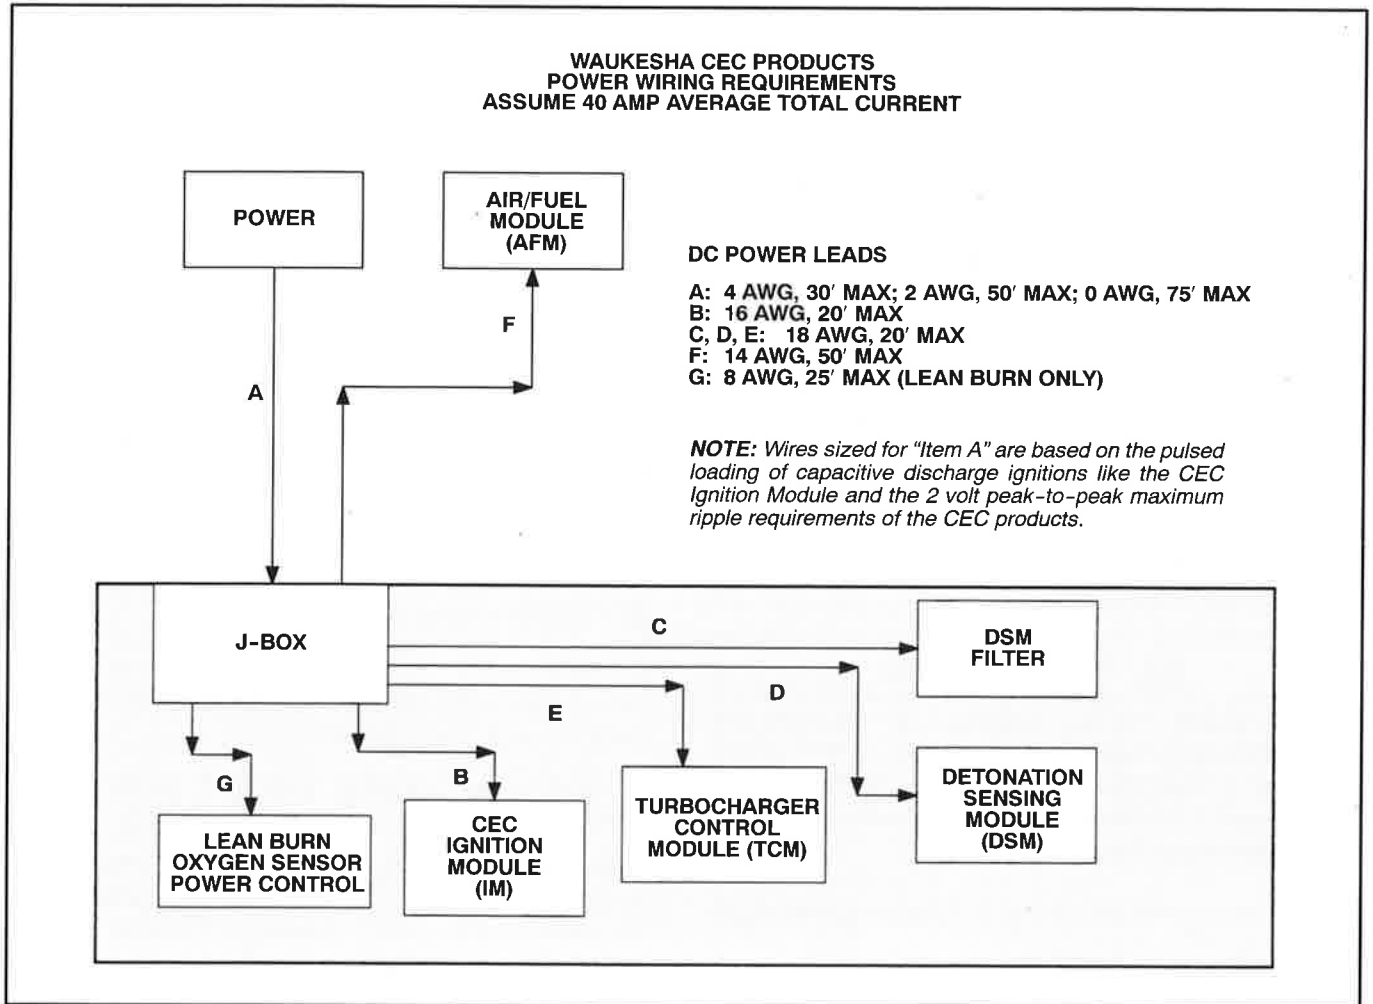 WAUKESHA CEC PRODUCTS
POWER WIRING REQUIREMENTS
ASSUME 40 AMP AVERAGE TOTAL CURRENT
POWER
AIR/FUEL
MODULE
(AFM)
DC POWER LEADS
A: 4 AWG, 30′ MAX; 2 AWG, 50′ MAX; 0 AWG, 75′ MAX
B: 16 AWG, 20′ MAX
C, D, E: 18 AWG, 20′ MAX
F: 14 AWG, 50′ MAX
G: 8 AWG, 25′ MAX (LEAN BURN ONLY)
F
A
NOTE: Wires sized for “Item A” are based on the pulsed
loading of capacitive discharge ignitions like the CEC
Ignition Module and the 2 volt peak-to-peak maximum
ripple requirements of the CEC products.
J-BOX
C
DSM
FILTER
D
E
G
B
LEAN BURN
OXYGEN SENSOR
POWER CONTROL
CEC
IGNITION
MODULE
(IM)
TURBOCHARGER
CONTROL
MODULE (TCM)
DETONATION
SENSING
MODULE
(DSM)